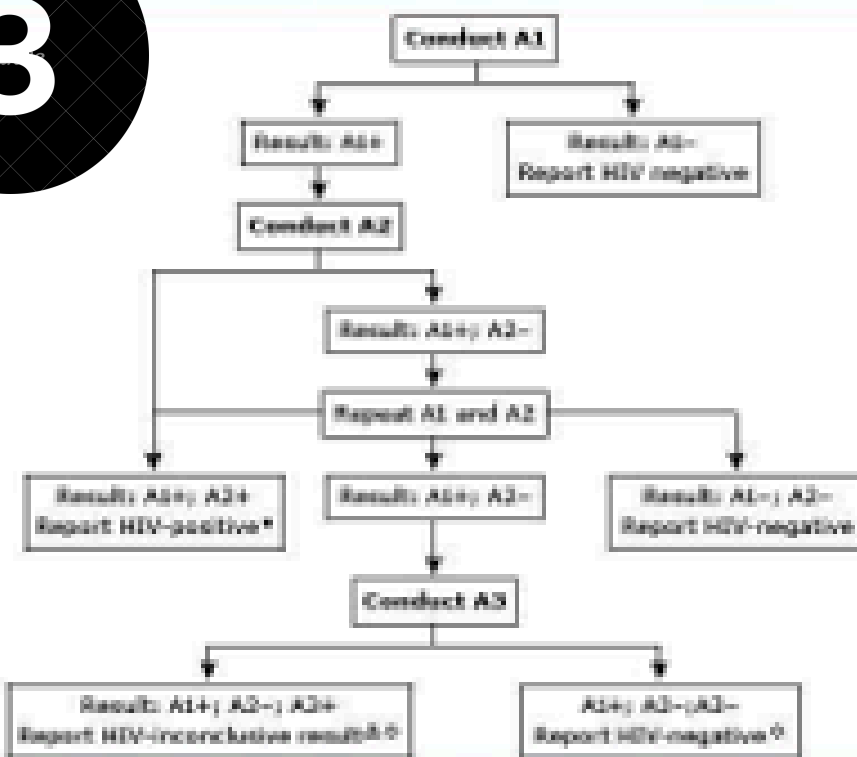 3
Conduct A1
Result: A1+
Result: A1-
Report HIV negative
Conduct A2
Result: A1+; A2-
Repeat A1 and A2
Result: A1+; A2+
Report HIV-positive*
Result: A1+; A2-
Result: A1-; A2-
Report HIV-negative
Conduct A3
Result: A1+; A2-; A3+
Report HIV-inconclusive result
A1+; A2-;A3-
Report HIV-negative◊